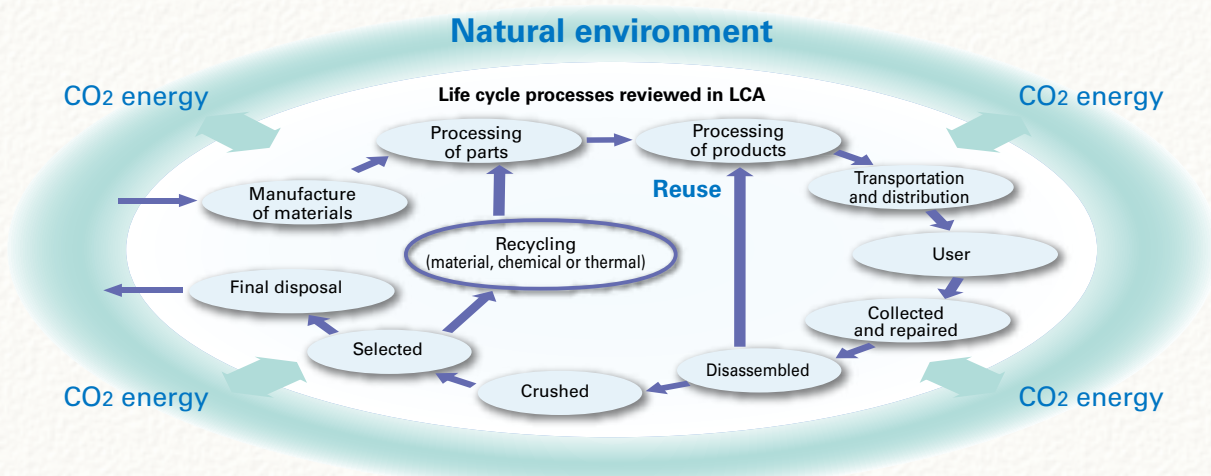 Natural environment
CO2 energy
CO2 energy
Life cycle processes reviewed in LCA
Processing
of parts
Processing
of products
Reuse
Manufacture
of materials
Transportation
and distribution
Recycling
(material, chemical or thermal)
User
Final disposal
Collected
and repaired
Selected
Disassembled
Crushed
CO2 energy
CO2 energy